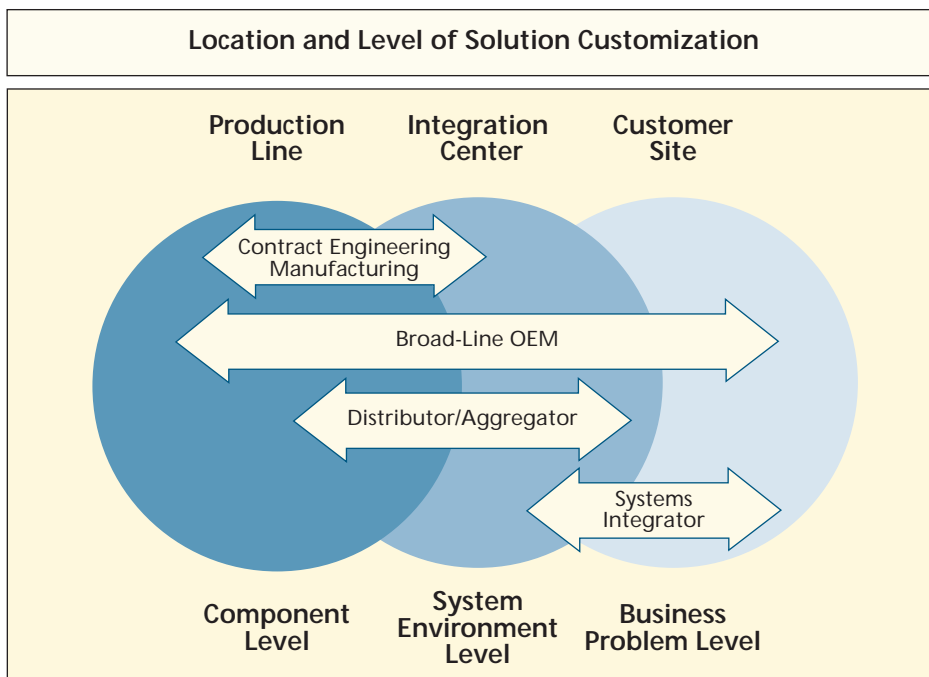 Location and Level of Solution Customization
Production
Line
Integration
Center
Customer
Site
Contract Engineering
Manufacturing
Broad-Line OEM
Distributor/Aggregator
Systems
Integrator
Component
Level
System
Environment
Level
Business
Problem Level